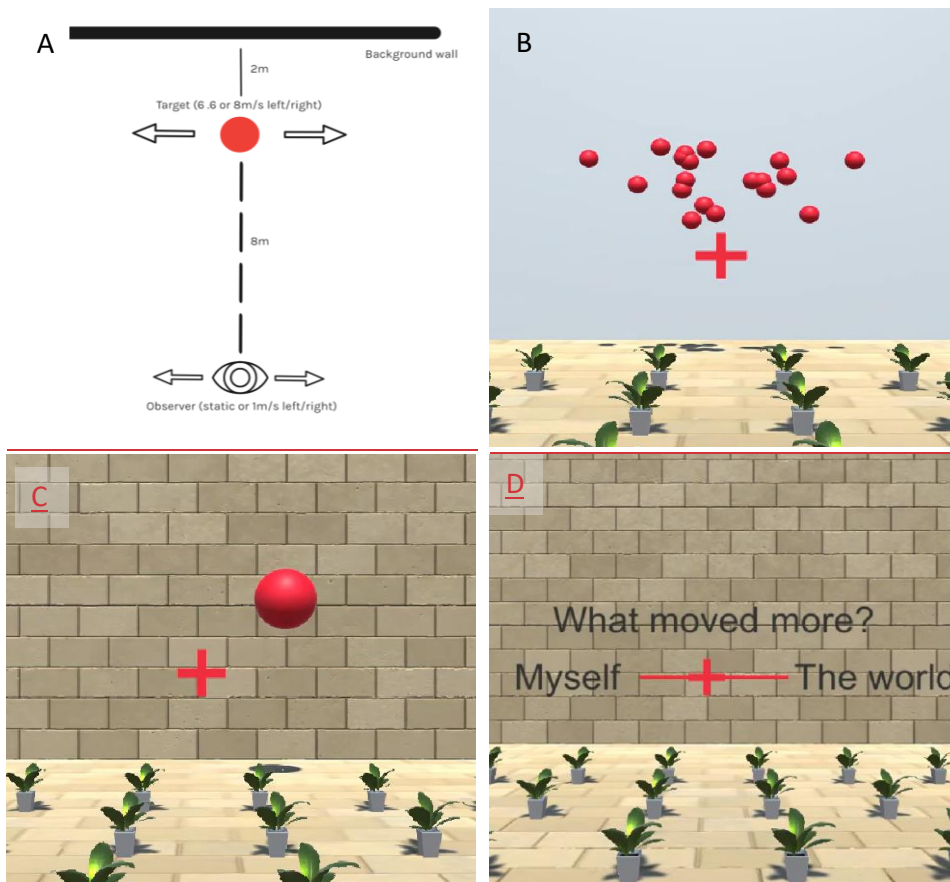 A
Background wall
2m
Target (6.6 or 8m/s left/right)
8m
Observer (static or 1m/s left/right)
B
C
D
What moved more?
Myself
The world